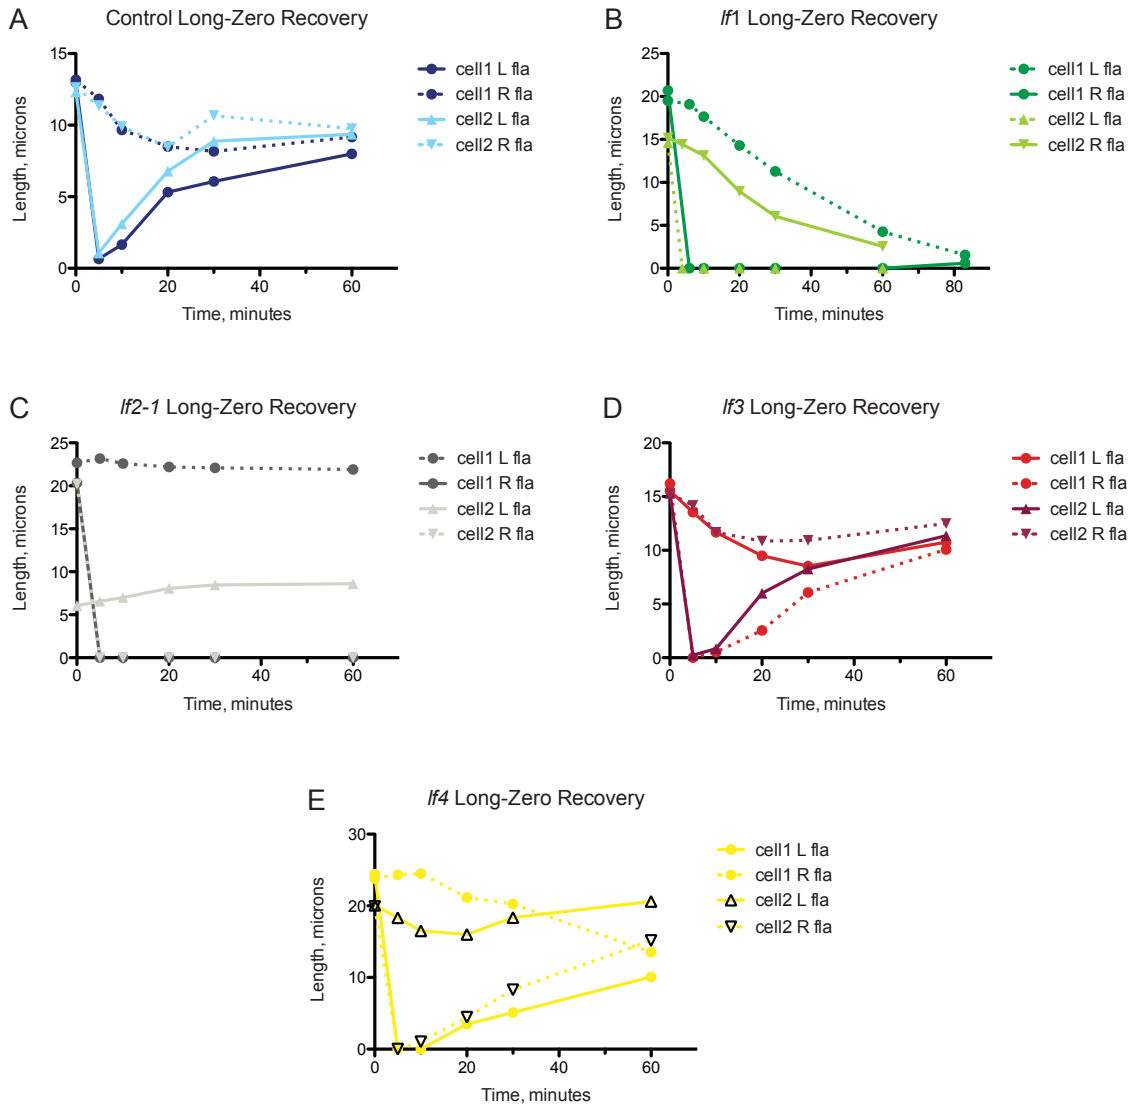 A
Control Long-Zero Recovery
15
10
5
0
0
20
40
60
Length, microns
Time, minutes
cell1 L fla
cell1 R fla
cell2 L fla
cell2 R fla
B
lf1 Long-Zero Recovery
25
20
15
10
5
0
0
20
40
60
80
Length, microns
Time, minutes
cell1 L fla
cell1 R fla
cell2 L fla
cell2 R fla
C
lf2-1 Long-Zero Recovery
25
20
15
10
5
0
0
20
40
60
Length, microns
Time, minutes
cell1 L fla
cell1 R fla
cell2 L fla
cell2 R fla
D
lf3 Long-Zero Recovery
20
15
10
5
0
0
20
40
60
Length, microns
Time, minutes
cell1 L fla
cell1 R fla
cell2 L fla
cell2 R fla
E
lf4 Long-Zero Recovery
30
20
10
0
0
20
40
60
Length, microns
Time, minutes
cell1 L fla
cell1 R fla
cell2 L fla
cell2 R fla